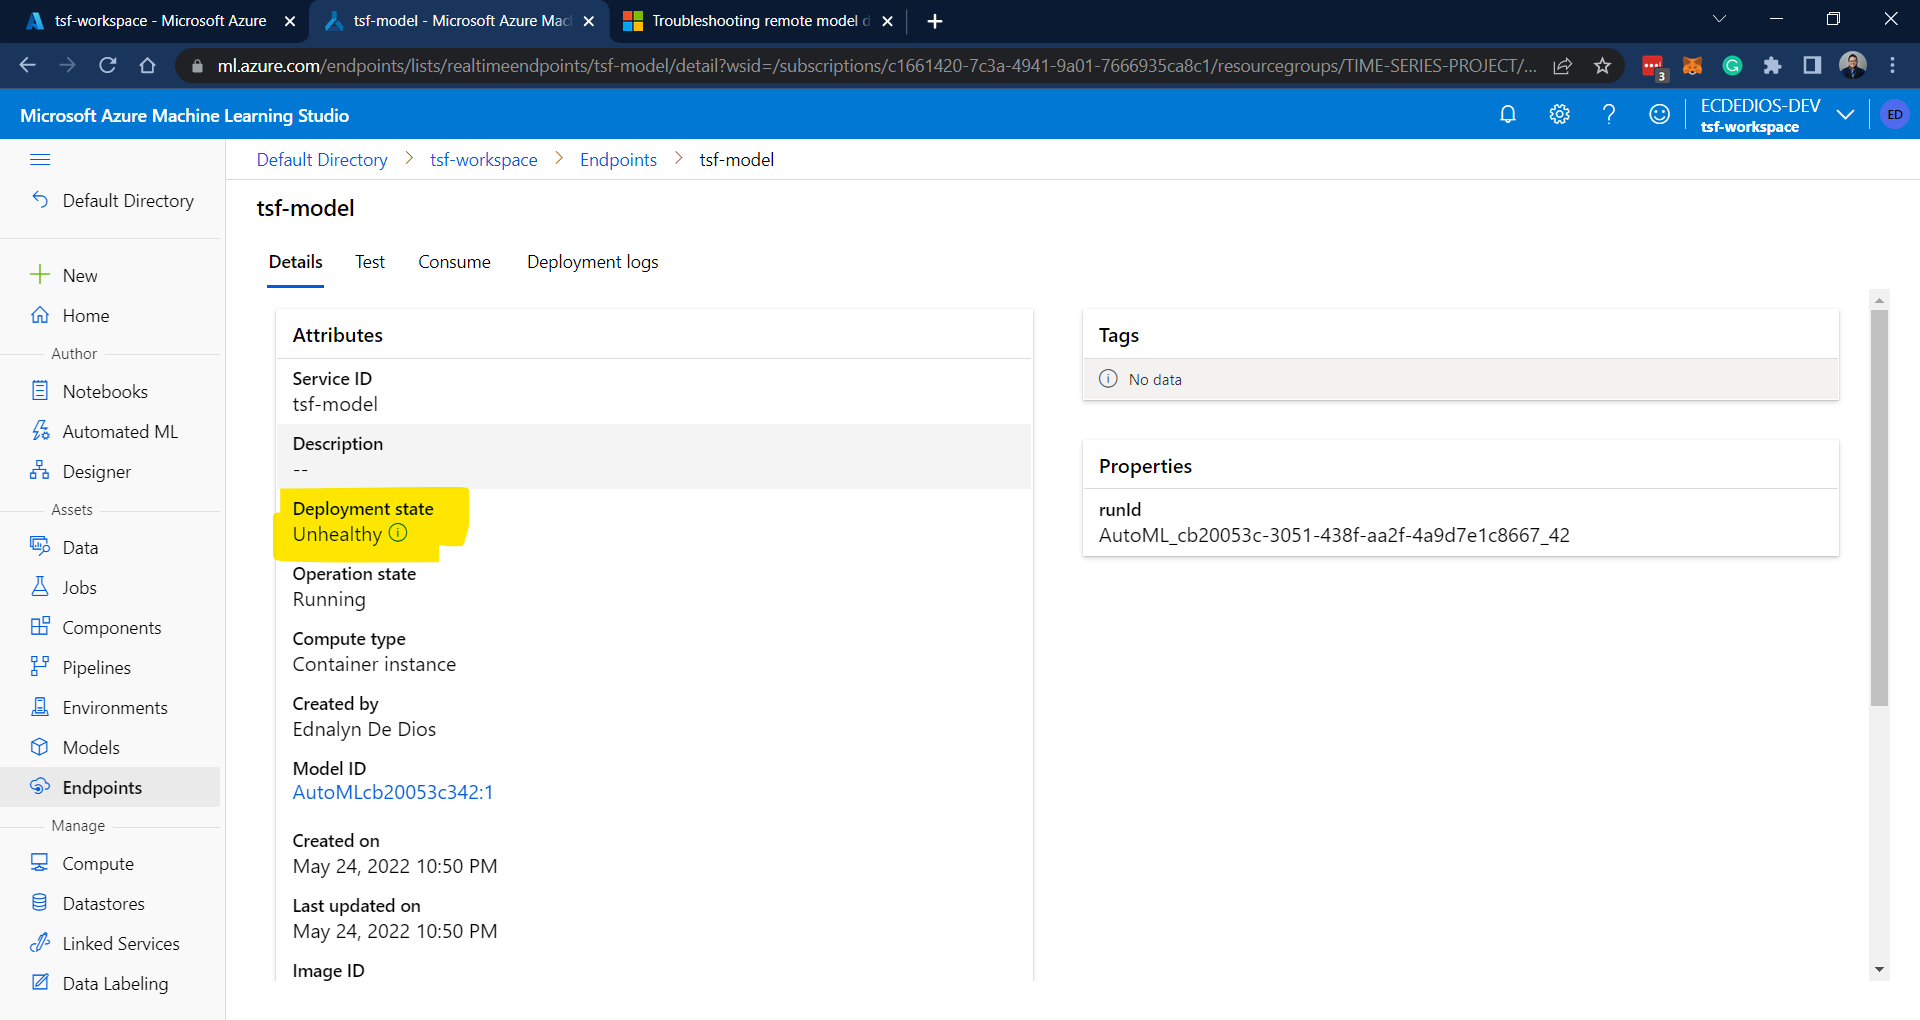 tsf-workspace - Microsoft Azure
tsf-model - Microsoft Azure Mac
Troubleshooting remote model d
ml.azure.com/endpoints/lists/realtimeendpoints/tsf-model/detail?wsid=/subscriptions/c1661420-7c3a-4941-9a01-7666935ca8c1/resourcegroups/TIME-SERIES-PROJECT/...
3
Microsoft Azure Machine Learning Studio
ECDEDIOS-DEV
tsf-workspace
ED
Default Directory
New
Home
Author
Notebooks
Automated ML
Designer
Assets
Data
Jobs
Components
Pipelines
Environments
Models
Endpoints
Manage
Compute
Datastores
Linked Services
Data Labeling
Default Directory > tsf-workspace > Endpoints > tsf-model
tsf-model
Details Test Consume Deployment logs
Attributes
Service ID
tsf-model
Description
--
Deployment state
Unhealthy
Operation state
Running
Compute type
Container instance
Created by
Ednalyn De Dios
Model ID
AutoMLcb20053c342:1
Created on
May 24, 2022 10:50 PM
Last updated on
May 24, 2022 10:50 PM
Image ID
Tags
No data
Properties
runId
AutoML_cb20053c-3051-438f-aa2f-4a9d7e1c8667_42